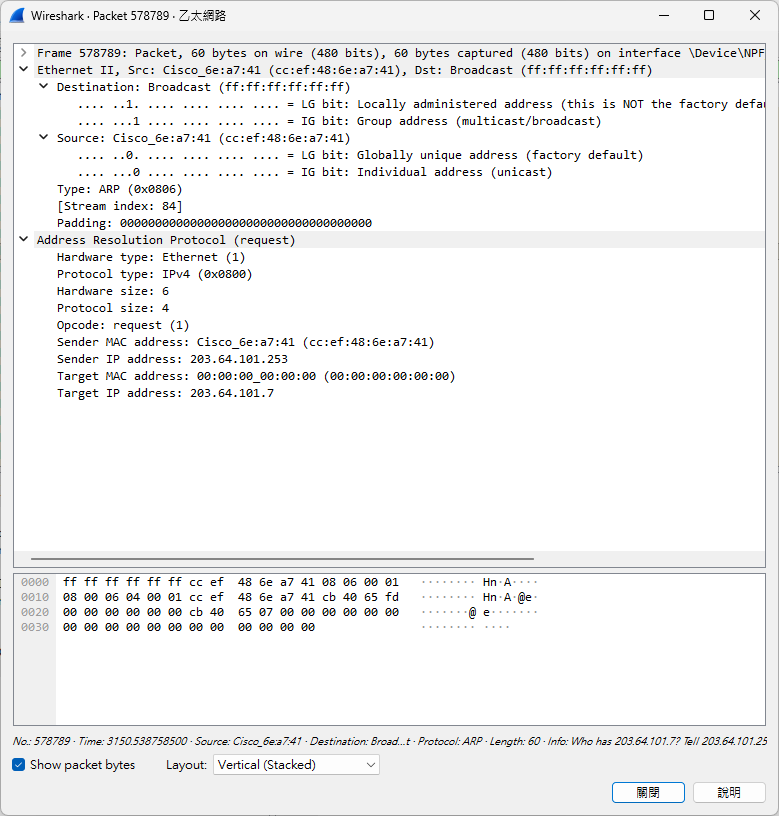 Wireshark · Packet 578789 · 乙太網路
Frame 578789: Packet, 60 bytes on wire (480 bits), 60 bytes captured (480 bits) on interface \Device\NPF
Ethernet II, Src: Cisco_6e:a7:41 (cc:ef:48:6e:a7:41), Dst: Broadcast (ff:ff:ff:ff:ff:ff)
Destination: Broadcast (ff:ff:ff:ff:ff:ff)
.... ..1. .... .... .... .... = LG bit: Locally administered address (this is NOT the factory defau
.... ...1 .... .... .... .... = IG bit: Group address (multicast/broadcast)
Source: Cisco_6e:a7:41 (cc:ef:48:6e:a7:41)
.... ..0. .... .... .... .... = LG bit: Globally unique address (factory default)
.... ...0 .... .... .... .... = IG bit: Individual address (unicast)
Type: ARP (0x0806)
[Stream index: 84]
Padding: 000000000000000000000000000000000000
Address Resolution Protocol (request)
Hardware type: Ethernet (1)
Protocol type: IPv4 (0x0800)
Hardware size: 6
Protocol size: 4
Opcode: request (1)
Sender MAC address: Cisco_6e:a7:41 (cc:ef:48:6e:a7:41)
Sender IP address: 203.64.101.253
Target MAC address: 00:00:00_00:00:00 (00:00:00:00:00:00)
Target IP address: 203.64.101.7
0000 ff ff ff ff ff ff cc ef 48 6e a7 41 08 06 00 01 ········ Hn·A····
0010 08 00 06 04 00 01 cc ef 48 6e a7 41 cb 40 65 fd ········ Hn·A·@e·
0020 00 00 00 00 00 00 cb 40 65 07 00 00 00 00 00 00 ·······@ e·······
0030 00 00 00 00 00 00 00 00 00 00 00 00 ········ ····
No.: 578789 · Time: 3150.538758500 · Source: Cisco_6e:a7:41 · Destination: Broad...t · Protocol: ARP · Length: 60 · Info: Who has 203.64.101.7? Tell 203.64.101.25
Show packet bytes Layout: Vertical (Stacked)
關閉 說明